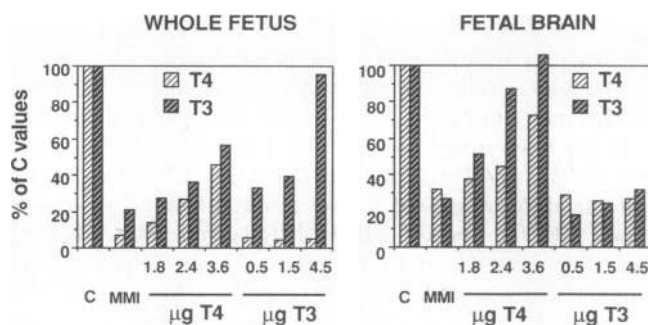 WHOLE FETUS
FETAL BRAIN
% of C values
100
80
60
40
20
0
T4
T3
1.8 2.4 3.6 0.5 1.5 4.5
C MMI
μg T4 μg T3
100
80
60
40
20
0
T4
T3
1.8 2.4 3.6 0.5 1.5 4.5
C MMI
μg T4 μg T3